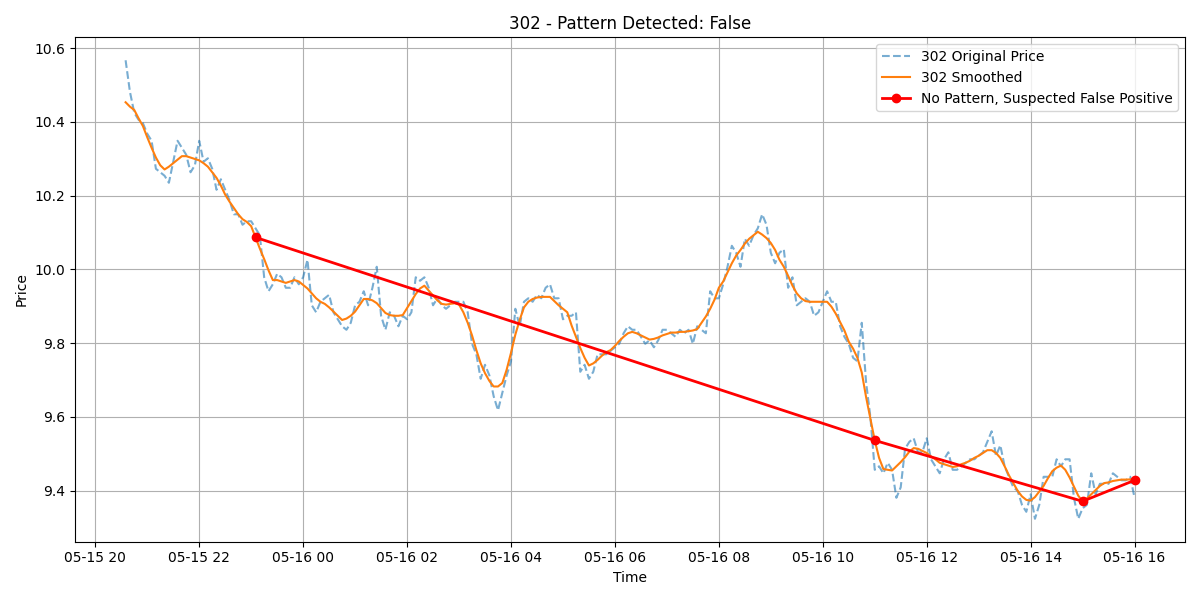 302 - Pattern Detected: False
302 Original Price
302 Smoothed
No Pattern, Suspected False Positive
Price
10.6
10.4
10.2
10.0
9.8
9.6
9.4
05-15 20 05-15 22 05-16 00 05-16 02 05-16 04 05-16 06 05-16 08 05-16 10 05-16 12 05-16 14 05-16 16
Time